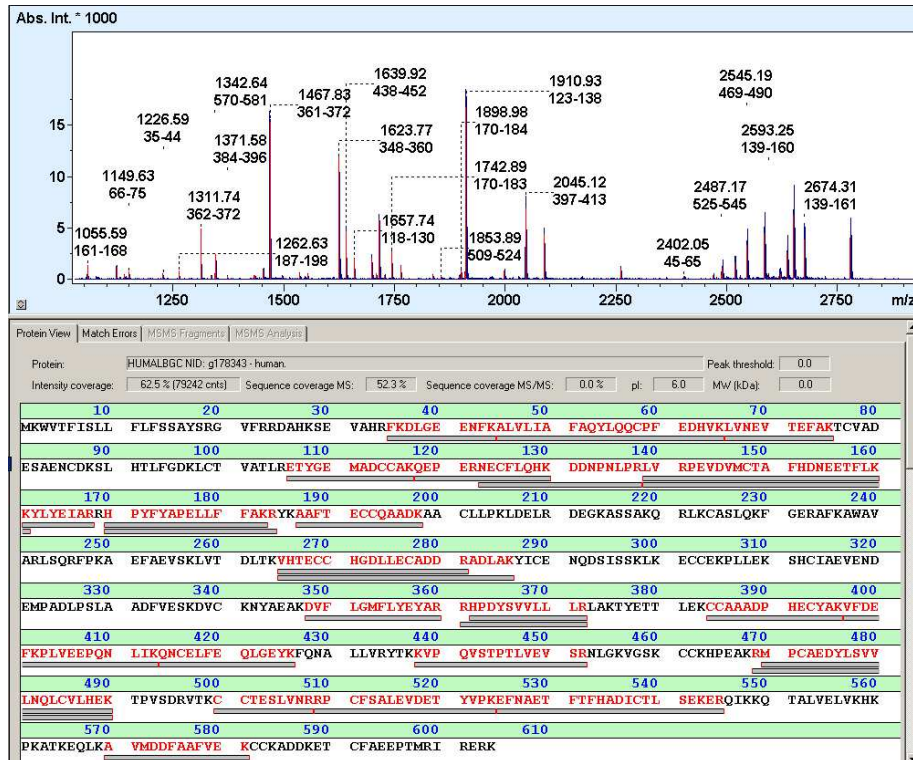 Abs. Int. * 1000
15
10
5
0
1055.59
161-168
1149.63
66-75
1226.59
35-44
1311.74
362-372
1342.64
570-581
1371.58
384-396
1262.63
187-198
1467.83
361-372
1639.92
438-452
1623.77
348-360
1657.74
118-130
1742.89
170-183
1853.89
509-524
1898.98
170-184
1910.93
123-138
2045.12
397-413
2402.05
45-65
2487.17
525-545
2545.19
469-490
2593.25
139-160
2674.31
139-161
1250 1500 1750 2000 2250 2500 2750 m/z
Protein View Match Errors MSMS Fragments MSMS Analysis
Protein: HUMALBGC NID: g178343 - human. Peak threshold: 0.0
Intensity coverage: 62.5 % (79242 cnts) Sequence coverage MS: 52.3 % Sequence coverage MS/MS: 0.0 % pI: 6.0 MW (kDa): 0.0
10 20 30 40 50 60 70 80
MKWVTFISLL FLFSSAYSRG VFRRDAHKSE VAHRFKDLGE ENFKALVLIA FAQYLQQCPF EDHVKLVNEV TEFAKTCVAD
90 100 110 120 130 140 150 160
ESAENCDKSL HTLFGDKLCT VATLRETYGE MADCCAKQEP ERNECFLQHK DDNPNLPRLV RPEVDVMCTA FHDNEETFLK
170 180 190 200 210 220 230 240
KYLYEIARRH PYFYAPELLF FAKRYKAAFT ECCQAADKAA CLLPKLDELR DEGKASSAKQ RLKCASLQKF GERAFKAWAV
250 260 270 280 290 300 310 320
ARLSQRFPKA EFAEVSKLVT DLTKVHTECC HGDLLECADD RADLAKYICE NQDSISSKLK ECCEKPLLEK SHCIAEVEND
330 340 350 360 370 380 390 400
EMPADLPSLA ADFVESKDVC KNYAEAKDVF LGMFLYEYAR RHPDYSVVLL LRLAKTYETT LEKCCAAADP HECYAKVFDE
410 420 430 440 450 460 470 480
FKPLVEEPQN LIKQNCELFE QLGEYKFQNA LLVRYTKKVP QVSTPTLVEV SRNLGKVGSK CCKHPEAKRM PCAEDYLSVV
490 500 510 520 530 540 550 560
LNQLCVLHEK TPVSDRVTKC CTESLVNRRP CFSALEVDET YVPKEFNAET FTFHADICTL SEKERQIKKQ TALVELVKHK
570 580 590 600 610
PKATKEQLKA VMDDFAAFVE KCCKADDKET CFAEEPTMRI RERK